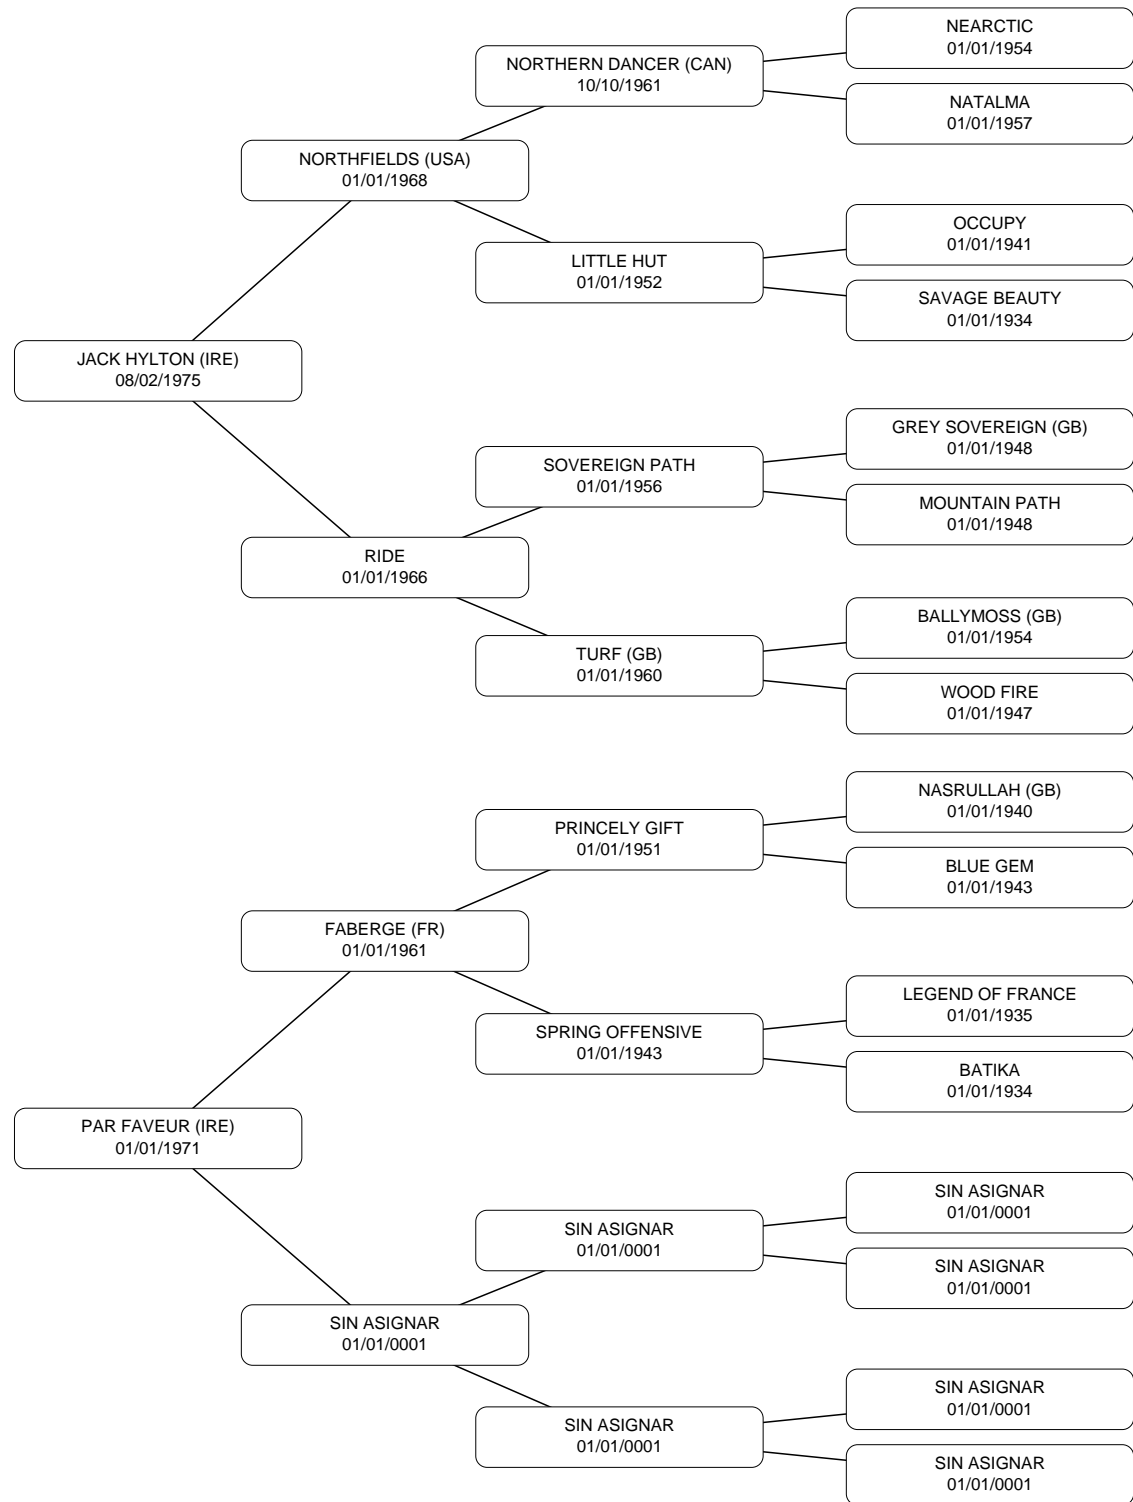 NEARCTIC
01/01/1954
NORTHERN DANCER (CAN)
10/10/1961
NATALMA
01/01/1957
NORTHFIELDS (USA)
01/01/1968
OCCUPY
01/01/1941
LITTLE HUT
01/01/1952
SAVAGE BEAUTY
01/01/1934
JACK HYLTON (IRE)
08/02/1975
GREY SOVEREIGN (GB)
01/01/1948
SOVEREIGN PATH
01/01/1956
MOUNTAIN PATH
01/01/1948
RIDE
01/01/1966
BALLYMOSS (GB)
01/01/1954
TURF (GB)
01/01/1960
WOOD FIRE
01/01/1947
NASRULLAH (GB)
01/01/1940
PRINCELY GIFT
01/01/1951
BLUE GEM
01/01/1943
FABERGE (FR)
01/01/1961
LEGEND OF FRANCE
01/01/1935
SPRING OFFENSIVE
01/01/1943
BATIKA
01/01/1934
PAR FAVEUR (IRE)
01/01/1971
SIN ASIGNAR
01/01/0001
SIN ASIGNAR
01/01/0001
SIN ASIGNAR
01/01/0001
SIN ASIGNAR
01/01/0001
SIN ASIGNAR
01/01/0001
SIN ASIGNAR
01/01/0001
SIN ASIGNAR
01/01/0001